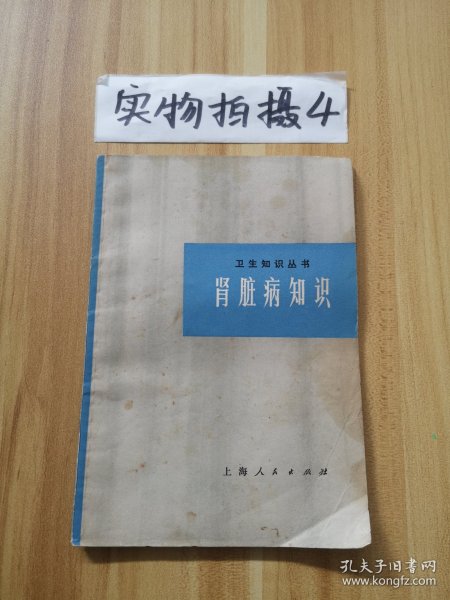 实物拍摄4
卫生知识丛书
肾脏病知识
上海人民出版社
孔夫子旧书网
www.kongfz.com